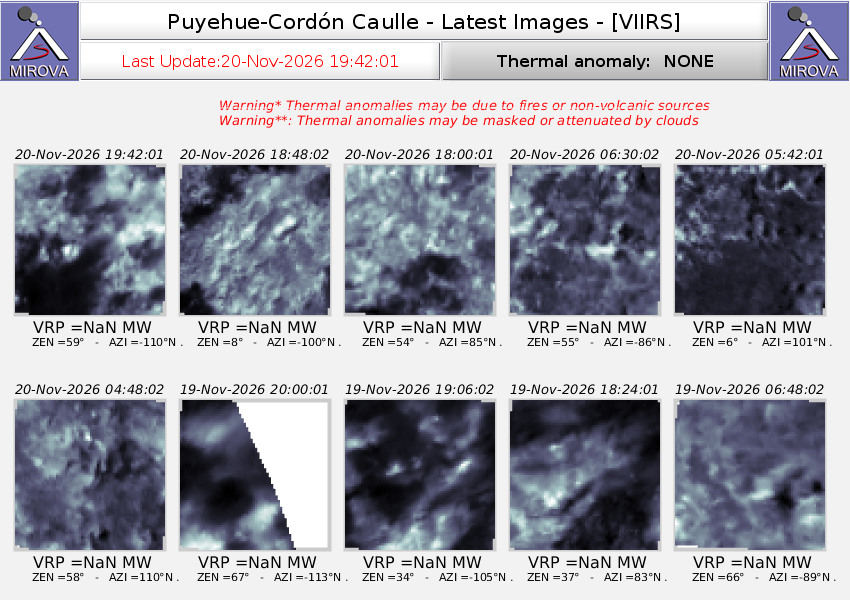 Puyehue-Cordón Caulle - Latest Images - [VIIRS]
MIROVA
Last Update:20-Nov-2026 19:42:01
Thermal anomaly: NONE
MIROVA
Warning* Thermal anomalies may be due to fires or non-volcanic sources
Warning**: Thermal anomalies may be masked or attenuated by clouds
20-Nov-2026 19:42:01
20-Nov-2026 18:48:02
20-Nov-2026 18:00:01
20-Nov-2026 06:30:02
20-Nov-2026 05:42:01
VRP =NaN MW
VRP =NaN MW
VRP =NaN MW
VRP =NaN MW
VRP =NaN MW
ZEN =59° - AZI =-110°N .
ZEN =8° - AZI =-100°N .
ZEN =54° - AZI =85°N .
ZEN =55° - AZI =-86°N .
ZEN =6° - AZI =101°N .
20-Nov-2026 04:48:02
19-Nov-2026 20:00:01
19-Nov-2026 19:06:02
19-Nov-2026 18:24:01
19-Nov-2026 06:48:02
VRP =NaN MW
VRP =NaN MW
VRP =NaN MW
VRP =NaN MW
VRP =NaN MW
ZEN =58° - AZI =110°N .
ZEN =67° - AZI =-113°N .
ZEN =34° - AZI =-105°N .
ZEN =37° - AZI =83°N .
ZEN =66° - AZI =-89°N .